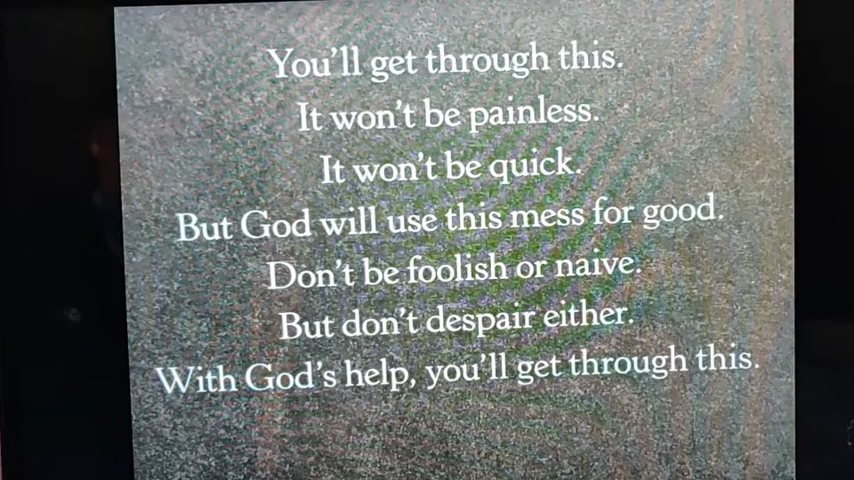 You'll get through this.
It won't be painless.
It won't be quick.
But God will use this mess for good.
Don't be foolish or naive.
But don't despair either.
With God's help, you'll get through this.